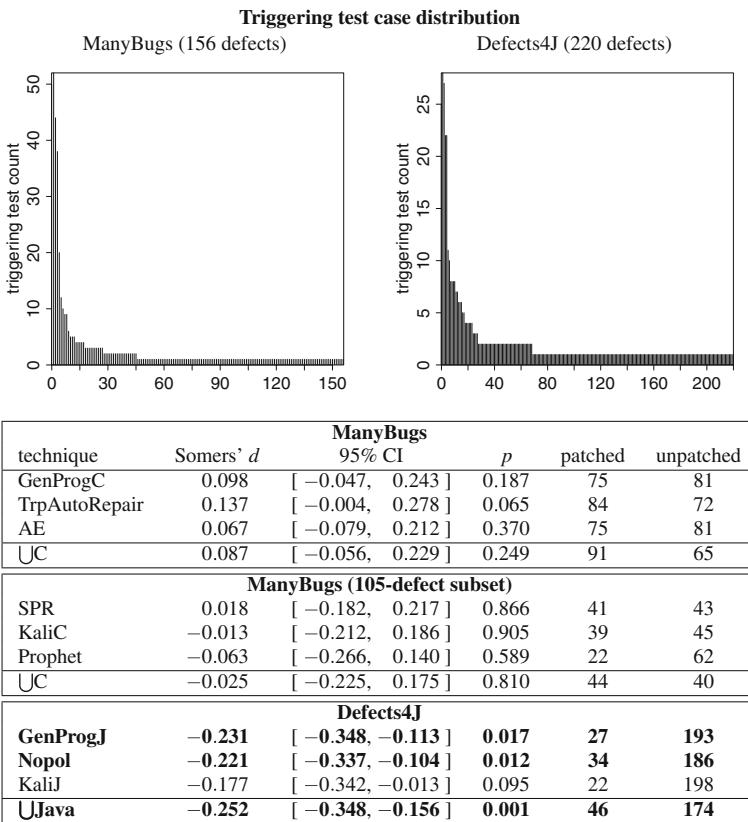 Triggering test case distribution
ManyBugs (156 defects)
Defects4J (220 defects)
triggering test count
0 10 20 30 40 50
0 30 60 90 120 150
triggering test count
0 5 10 15 20 25
0 40 80 120 160 200
ManyBugs
technique Somers' d 95% CI p patched unpatched
GenProgC 0.098 [ −0.047, 0.243 ] 0.187 75 81
TrpAutoRepair 0.137 [ −0.004, 0.278 ] 0.065 84 72
AE 0.067 [ −0.079, 0.212 ] 0.370 75 81
⋃C 0.087 [ −0.056, 0.229 ] 0.249 91 65
ManyBugs (105-defect subset)
SPR 0.018 [ −0.182, 0.217 ] 0.866 41 43
KaliC −0.013 [ −0.212, 0.186 ] 0.905 39 45
Prophet −0.063 [ −0.266, 0.140 ] 0.589 22 62
⋃C −0.025 [ −0.225, 0.175 ] 0.810 44 40
Defects4J
GenProgJ −0.231 [ −0.348, −0.113 ] 0.017 27 193
Nopol −0.221 [ −0.337, −0.104 ] 0.012 34 186
KaliJ −0.177 [ −0.342, −0.013 ] 0.095 22 198
⋃Java −0.252 [ −0.348, −0.156 ] 0.001 46 174